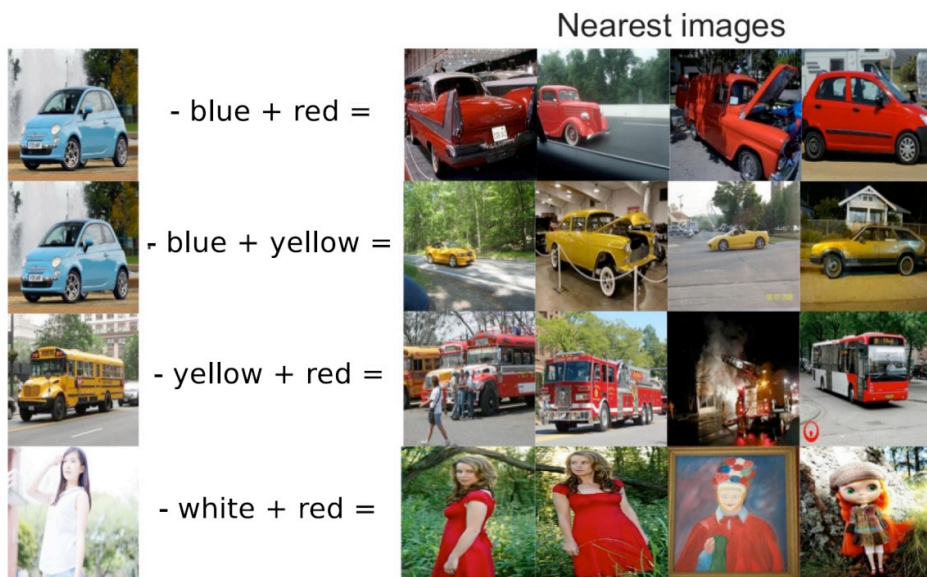 Nearest images
- blue + red =
- blue + yellow =
- yellow + red =
- white + red =